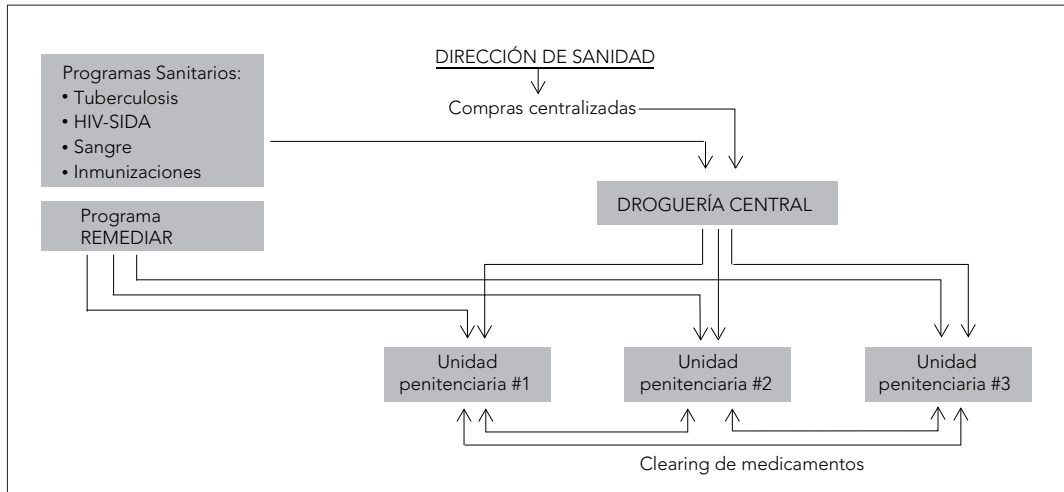 DIRECCIÓN DE SANIDAD
Programas Sanitarios:
• Tuberculosis
• HIV-SIDA
• Sangre
• Inmunizaciones
Compras centralizadas
Programa
REMEDIAR
DROGUERÍA CENTRAL
Unidad
penitenciaria #1
Unidad
penitenciaria #2
Unidad
penitenciaria #3
Clearing de medicamentos